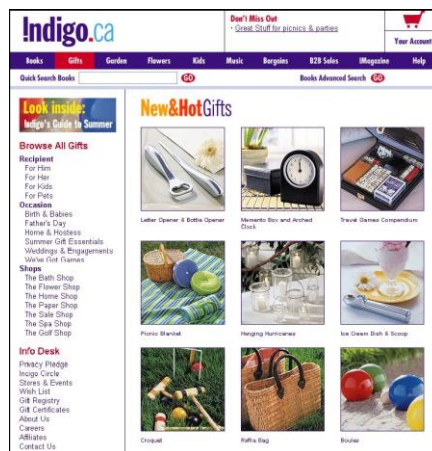 !ndigo.ca
Don't Miss Out
· Great Stuff for picnics & parties
Your Account
Books Gifts Garden Flowers Kids Music Bargains B2B Sales IMagazine Help
Quick Search Books GO Books Advanced Search GO
Look inside:
Indigo's Guide to Summer
Browse All Gifts
Recipient
For Him
For Her
For Kids
For Pets
Occasion
Birth & Babies
Father's Day
Home & Hostess
Summer Gift Essentials
Weddings & Engagements
We've Got Games
Shops
The Bath Shop
The Flower Shop
The Home Shop
The Paper Shop
The Sale Shop
The Spa Shop
The Golf Shop
Info Desk
Privacy Pledge
Indigo Circle
Stores & Events
Wish List
Gift Registry
Gift Certificates
About Us
Careers
Affiliates
Contact Us
New&HotGifts
Letter Opener & Bottle Opener
Memento Box and Arched
Clock
Travel Games Compendium
Picnic Blanket
Hanging Hurricanes
Ice Cream Dish & Scoop
Croquet
Raffia Bag
Boules